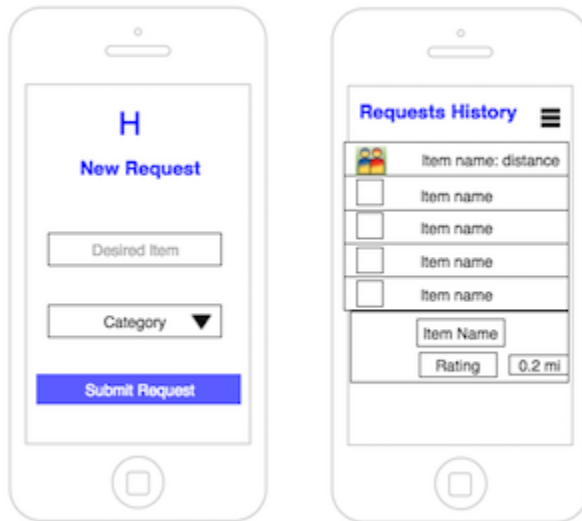 H
New Request
Desired Item
Category
Submit Request
Requests History
Item name: distance
Item name
Item name
Item name
Item name
Item Name
Rating
0.2 mi